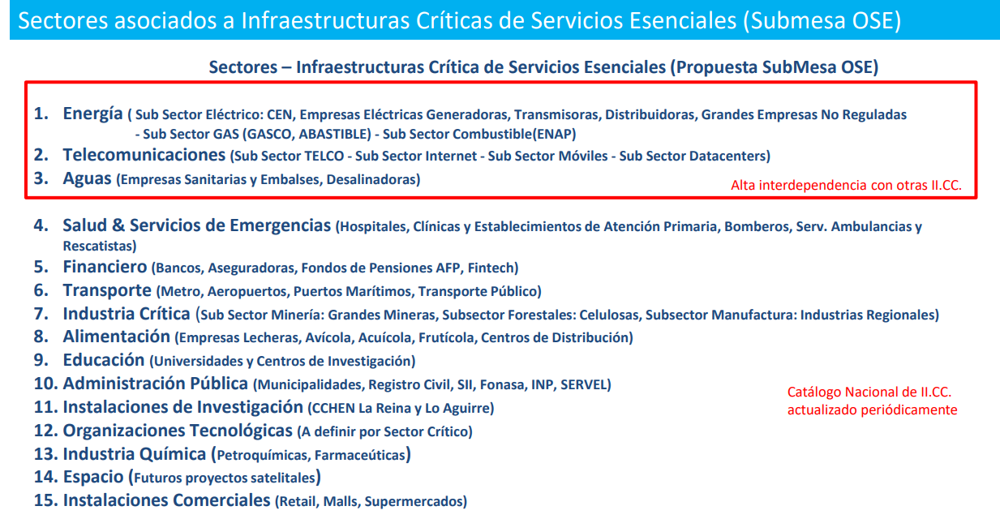 Sectores asociados a Infraestructuras Críticas de Servicios Esenciales (Submesa OSE)
Sectores – Infraestructuras Crítica de Servicios Esenciales (Propuesta SubMesa OSE)
1. Energía ( Sub Sector Eléctrico: CEN, Empresas Eléctricas Generadoras, Transmisoras, Distribuidoras, Grandes Empresas No Reguladas
- Sub Sector GAS (GASCO, ABASTIBLE) - Sub Sector Combustible(ENAP)
2. Telecomunicaciones (Sub Sector TELCO - Sub Sector Internet - Sub Sector Móviles - Sub Sector Datacenters)
3. Aguas (Empresas Sanitarias y Embalses, Desalinadoras)
Alta interdependencia con otras II.CC.
4. Salud & Servicios de Emergencias (Hospitales, Clínicas y Establecimientos de Atención Primaria, Bomberos, Serv. Ambulancias y
Rescatistas)
5. Financiero (Bancos, Aseguradoras, Fondos de Pensiones AFP, Fintech)
6. Transporte (Metro, Aeropuertos, Puertos Marítimos, Transporte Público)
7. Industria Crítica (Sub Sector Minería: Grandes Mineras, Subsector Forestales: Celulosas, Subsector Manufactura: Industrias Regionales)
8. Alimentación (Empresas Lecheras, Avícola, Acuícola, Frutícola, Centros de Distribución)
9. Educación (Universidades y Centros de Investigación)
10. Administración Pública (Municipalidades, Registro Civil, SII, Fonasa, INP, SERVEL)
Catálogo Nacional de II.CC.
actualizado periódicamente
11. Instalaciones de Investigación (CCHEN La Reina y Lo Aguirre)
12. Organizaciones Tecnológicas (A definir por Sector Crítico)
13. Industria Química (Petroquímicas, Farmaceúticas)
14. Espacio (Futuros proyectos satelitales)
15. Instalaciones Comerciales (Retail, Malls, Supermercados)